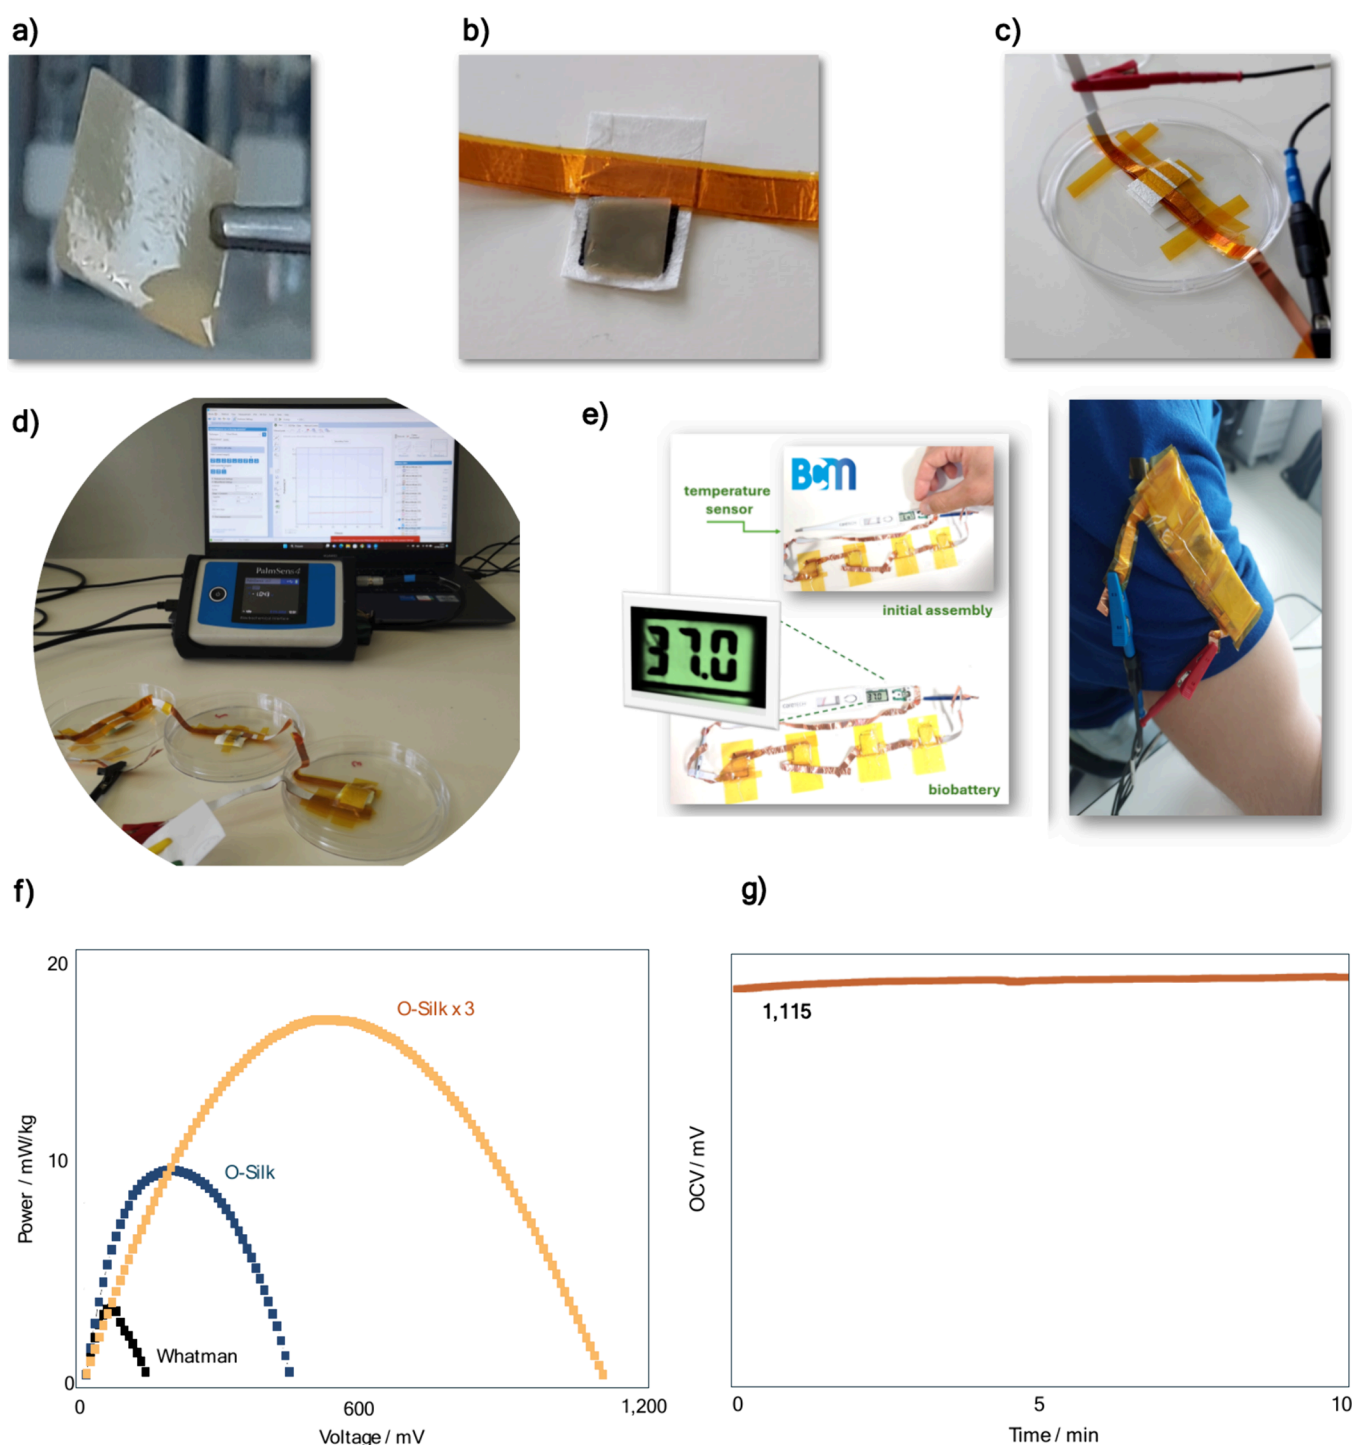 a)
b)
c)
d)
PalmSens4
e)
BCM
temperature
sensor
initial assembly
37.0
biobattery
f)
20
10
0
Power / mW/kg
O-Silk x 3
O-Silk
Whatman
0
600
1,200
Voltage / mV
g)
1,115
OCV / mV
0
5
10
Time / min